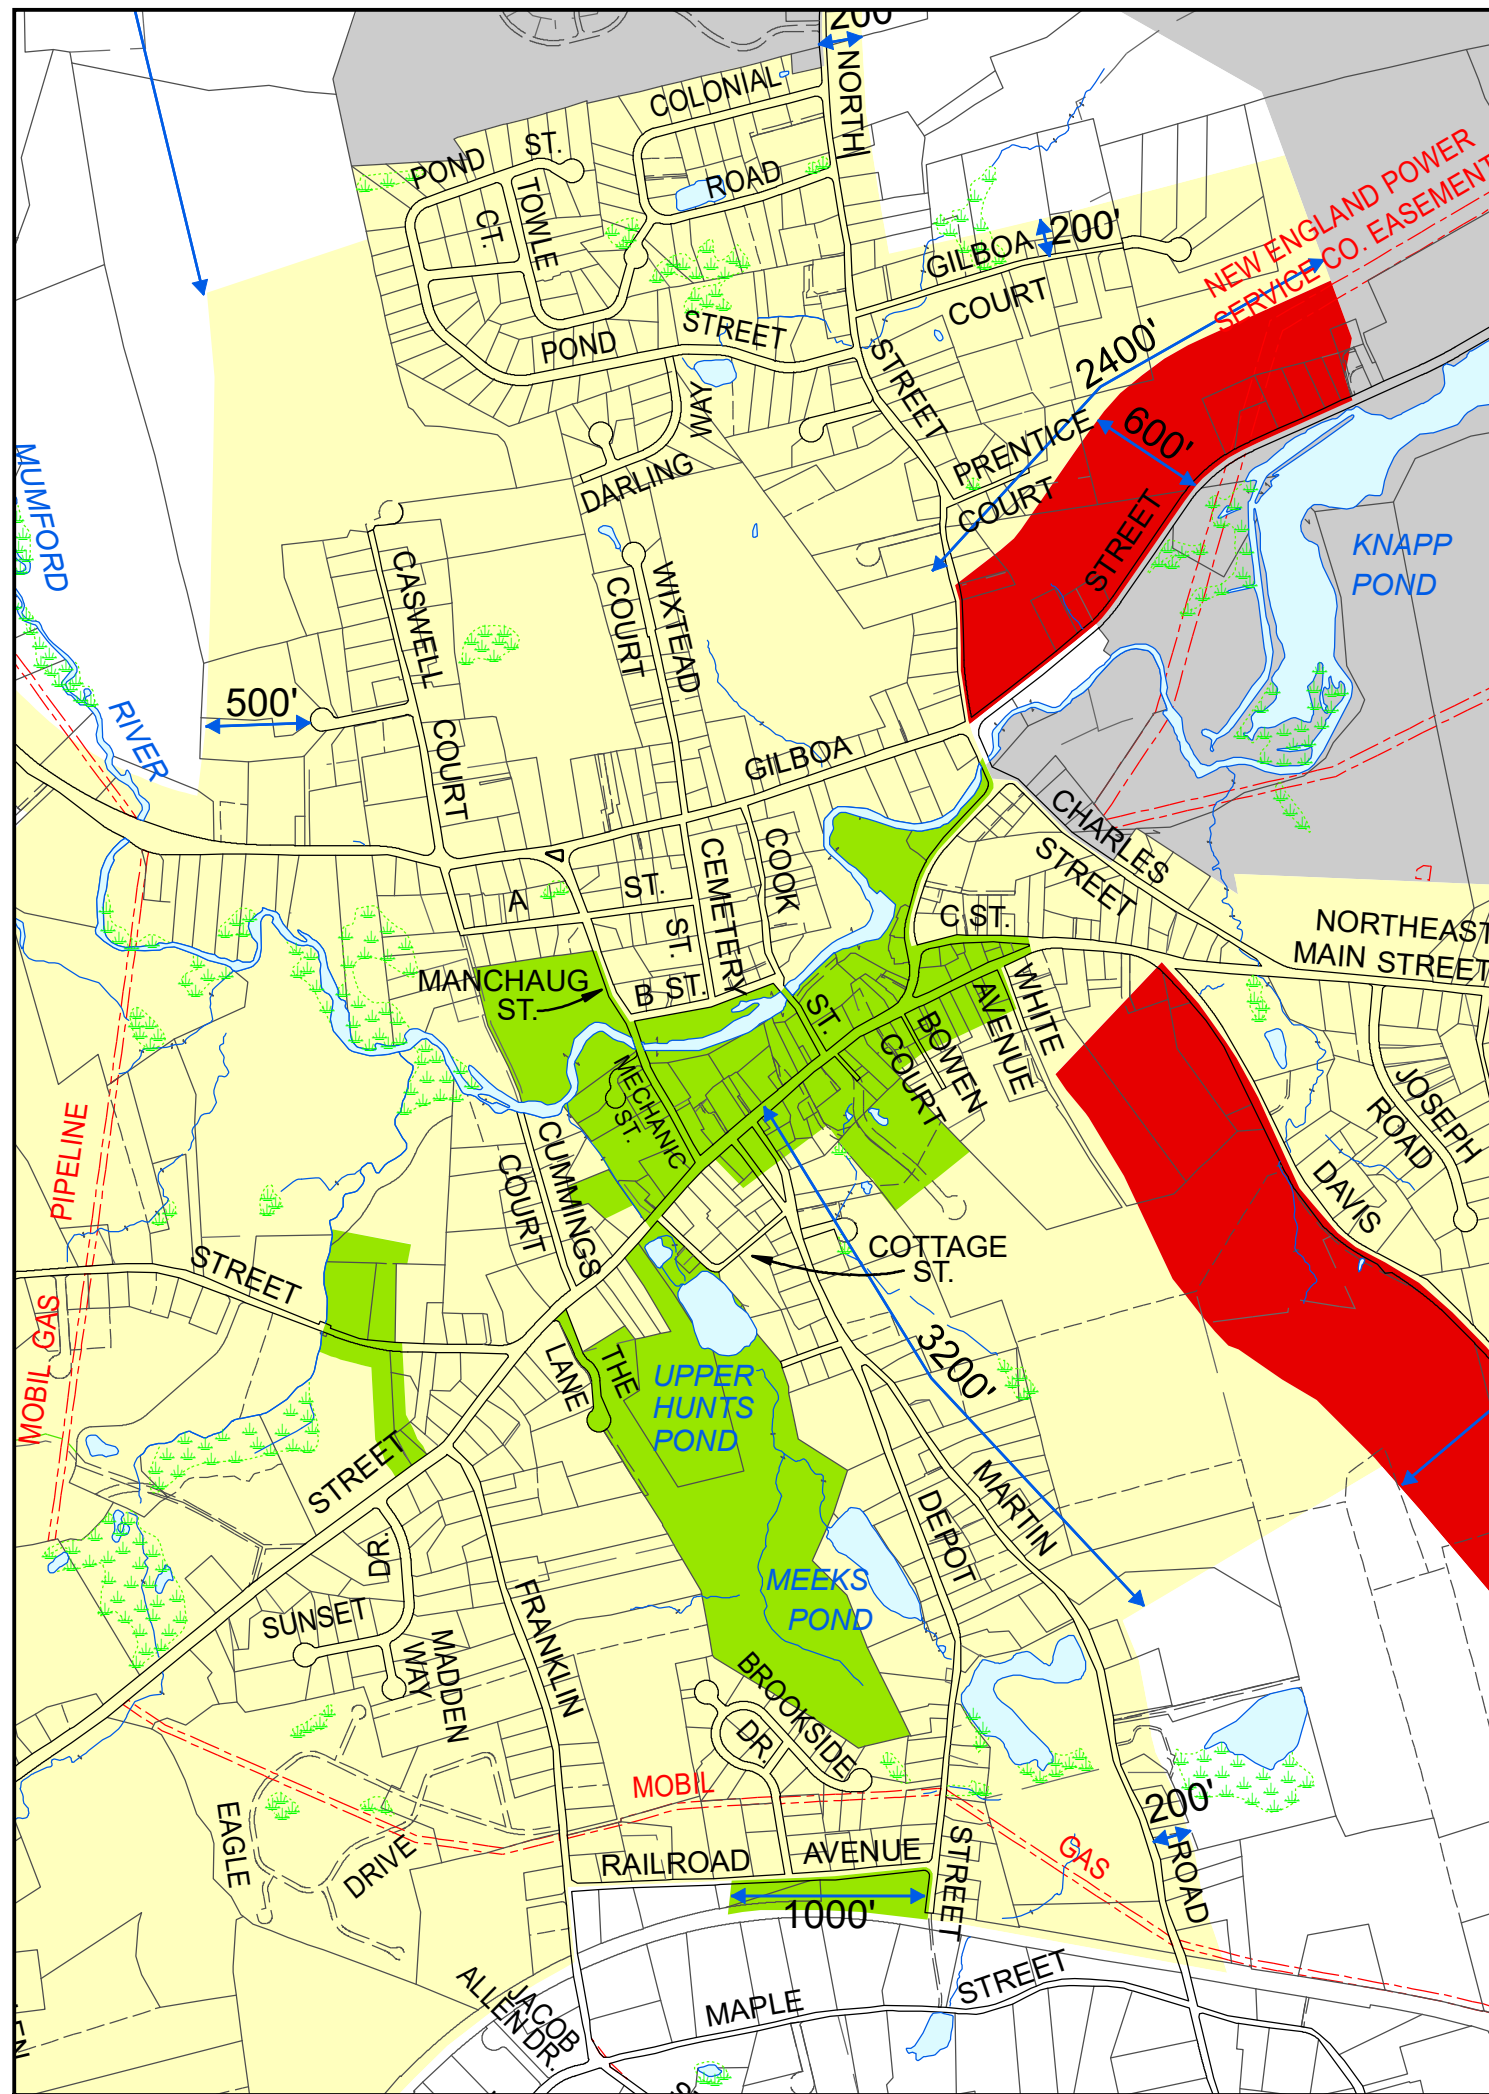 200'
NORTH
COLONIAL
ROAD
POND
ST.
TOWLE
CT.
NEW ENGLAND POWER
SERVICE CO. EASEMENT
GILBOA
200'
COURT
STREET
POND
STREET
2400'
WAY
DARLING
PRENTICE
COURT
600'
STREET
MUMFORD
RIVER
KNAPP
POND
CASWELL
COURT
WIXTEAD
COURT
500'
GILBOA
CHARLES
STREET
COOK
CEMETERY
ST.
A
ST.
C ST.
NORTHEAST
MAIN STREET
MANCHAUG
ST.
B ST.
ST.
WHITE
AVENUE
BOWEN
COURT
MECHANIC
ST.
JOSEPH
ROAD
DAVIS
CUMMINGS
COURT
PIPELINE
MOBIL GAS
STREET
COTTAGE
ST.
3200'
THE
LANE
UPPER
HUNTS
POND
STREET
MARTIN
DEPOT
DR.
SUNSET
MADDEN
WAY
FRANKLIN
MEEKS
POND
BROOKSIDE
DR.
MOBIL
GAS
EAGLE
DRIVE
200'
ROAD
RAILROAD
AVENUE
STREET
1000'
JACOB
ALLEN DR.
MAPLE
STREET